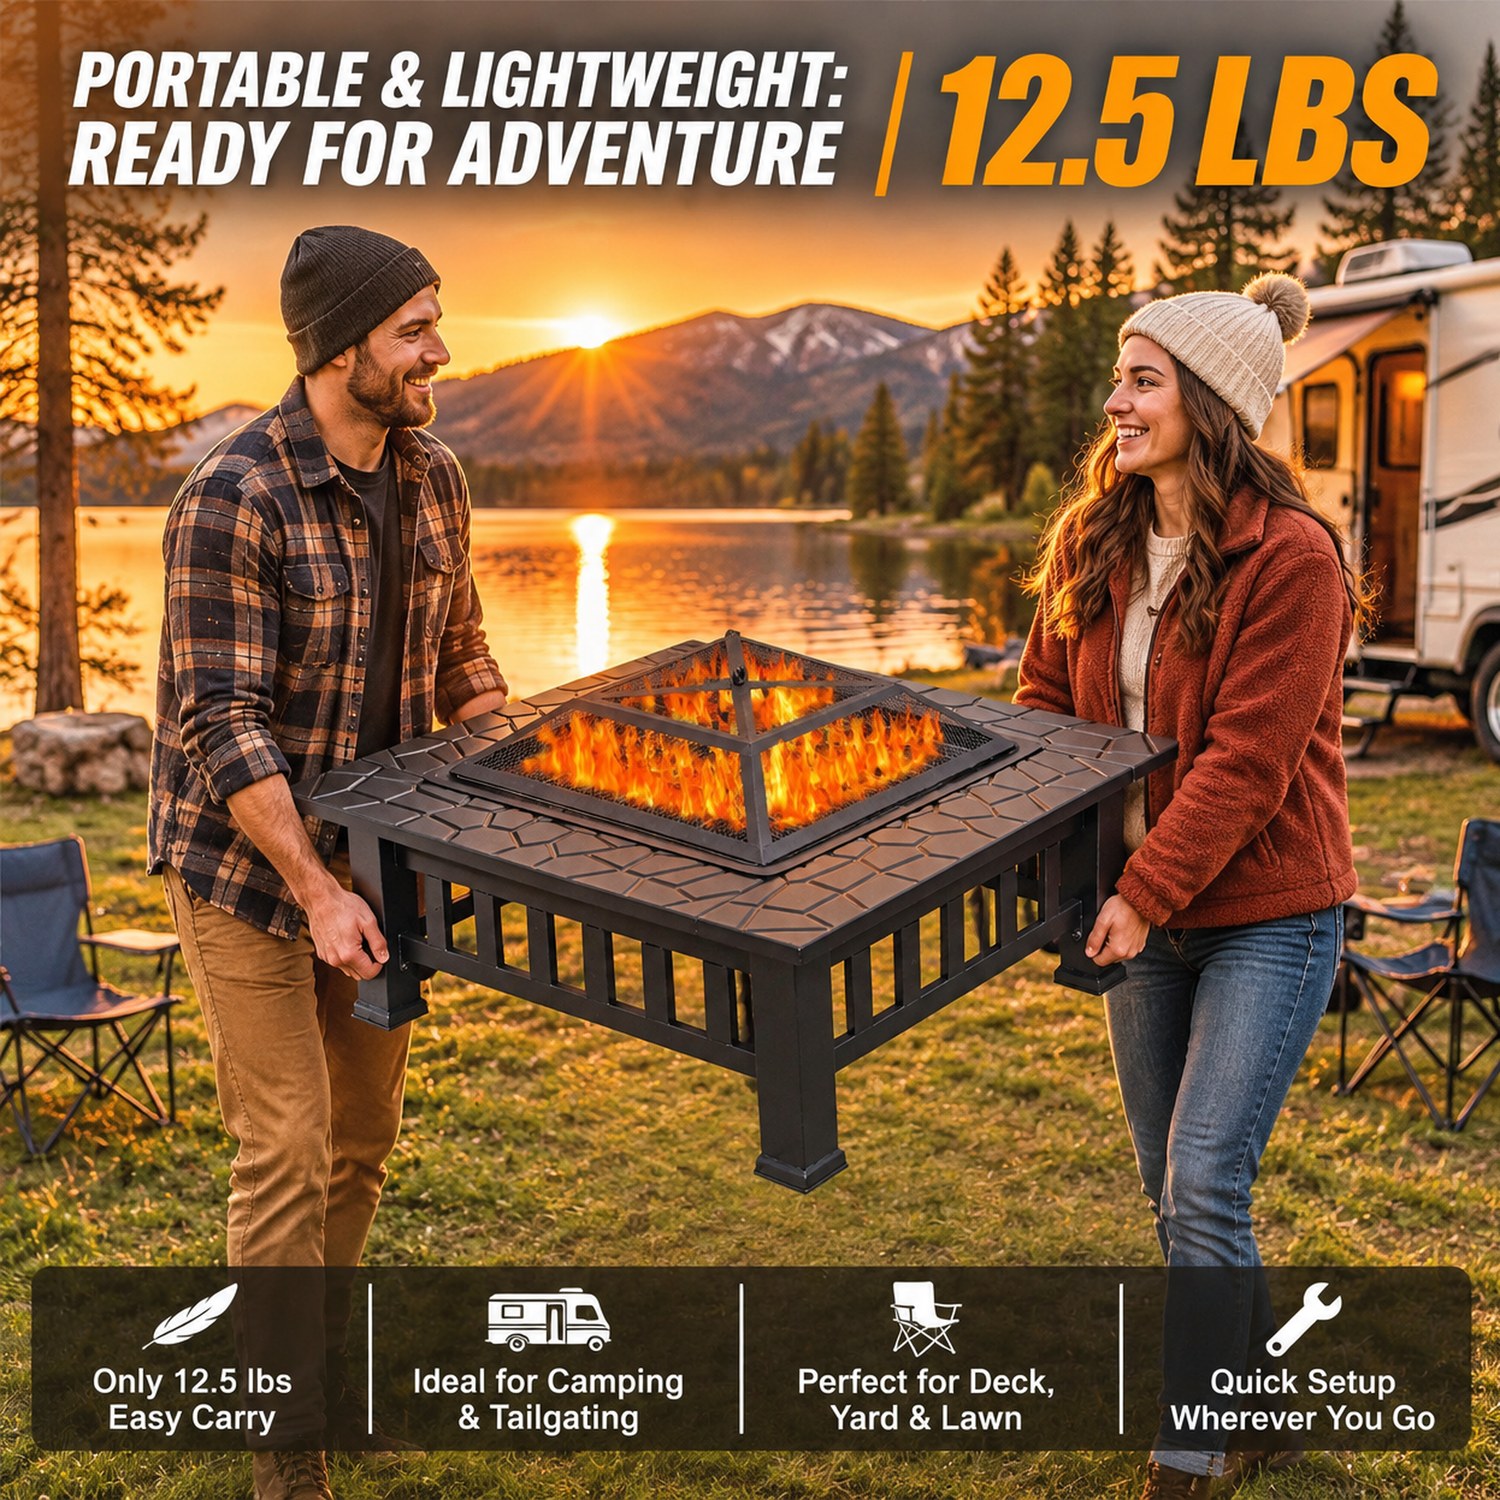 PORTABLE & LIGHTWEIGHT:
READY FOR ADVENTURE
12.5 LBS
Only 12.5 lbs
Easy Carry
Ideal for Camping
& Tailgating
Perfect for Deck,
Yard & Lawn
Quick Setup
Wherever You Go